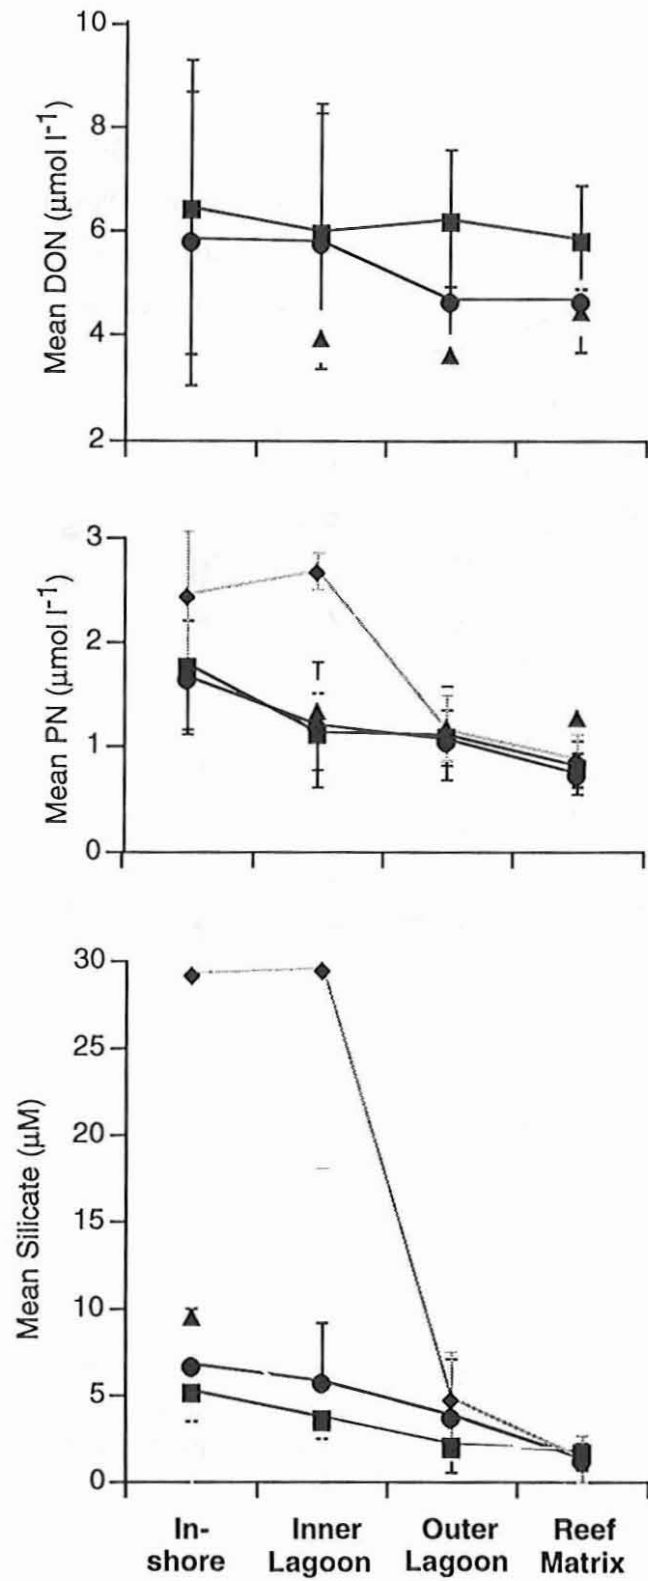 10
8
6
4
2
Mean DON (μmol l⁻¹)
3
2
1
0
Mean PN (μmol l⁻¹)
30
25
20
15
10
5
0
Mean Silicate (μM)
In-
shore
Inner
Lagoon
Outer
Lagoon
Reef
Matrix